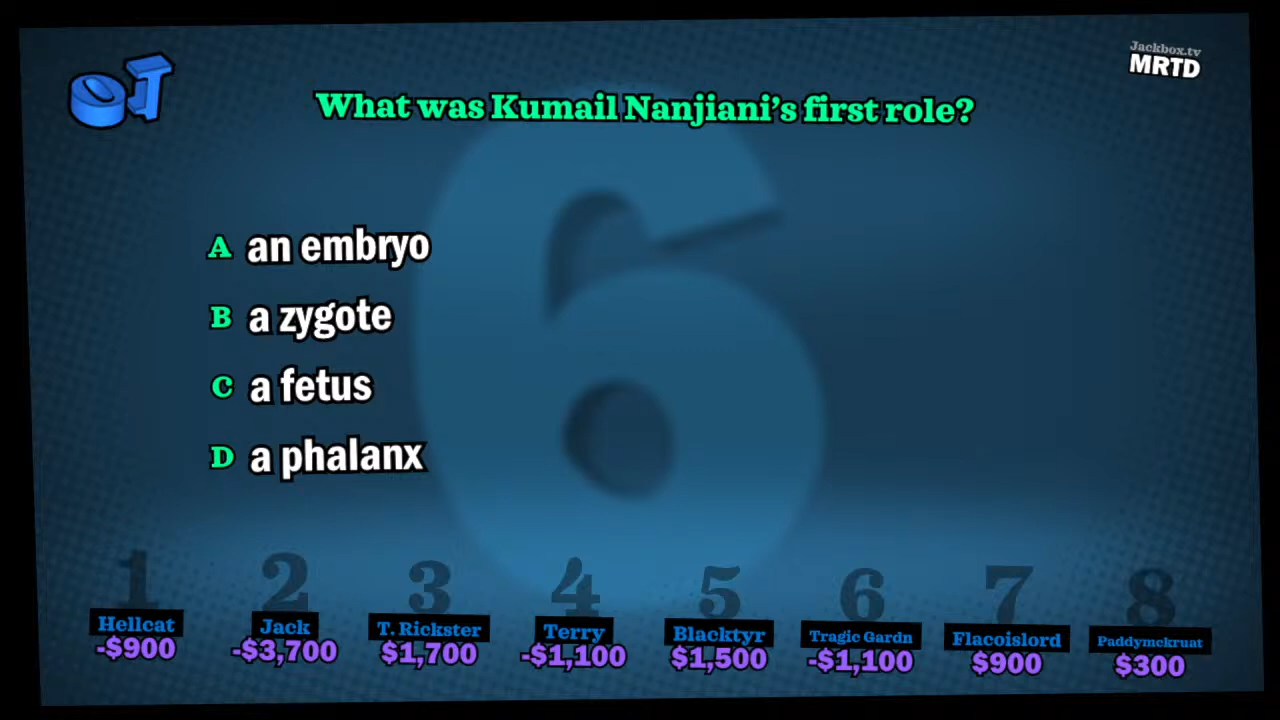 Jackbox.tv
MRTD
What was Kumail Nanjiani's first role?
A an embryo
B a zygote
C a fetus
D a phalanx
6
1 2 3 4 5 6 7 8
Hellcat Jack T. Rickster Terry Blacktyr Tragic Gardn Flacoislord Paddymckruat
-$900 -$3,700 $1,700 -$1,100 $1,500 -$1,100 $900 $300